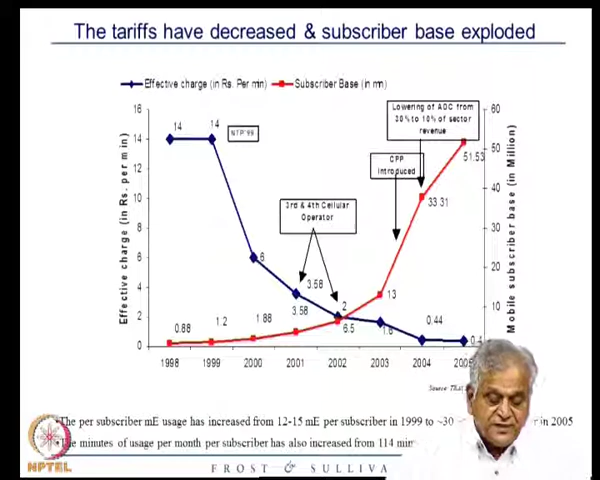 The tariffs have decreased & subscriber base exploded
Effective charge (in Rs. Per min) Subscriber Base (in mn)
Effective charge (in Rs. per min)
16
14
12
10
8
6
4
2
0
14
14
6
3.58
2
1.6
0.44
0.4
NTP'99
3rd & 4th Cellular
Operator
CPP
Introduced
Lowering of ADC from
30% to 10% of sector
revenue
0.88
1.2
1.88
3.58
6.5
13
33.31
51.53
60
50
40
30
20
10
Mobile subscriber base (in Million)
1998 1999 2000 2001 2002 2003 2004 2005
Source:
•The per subscriber mE usage has increased from 12-15 mE per subscriber in 1999 to ~30 in 2005
•The minutes of usage per month per subscriber has also increased from 114
FROST & SULLIVA
NPTEL